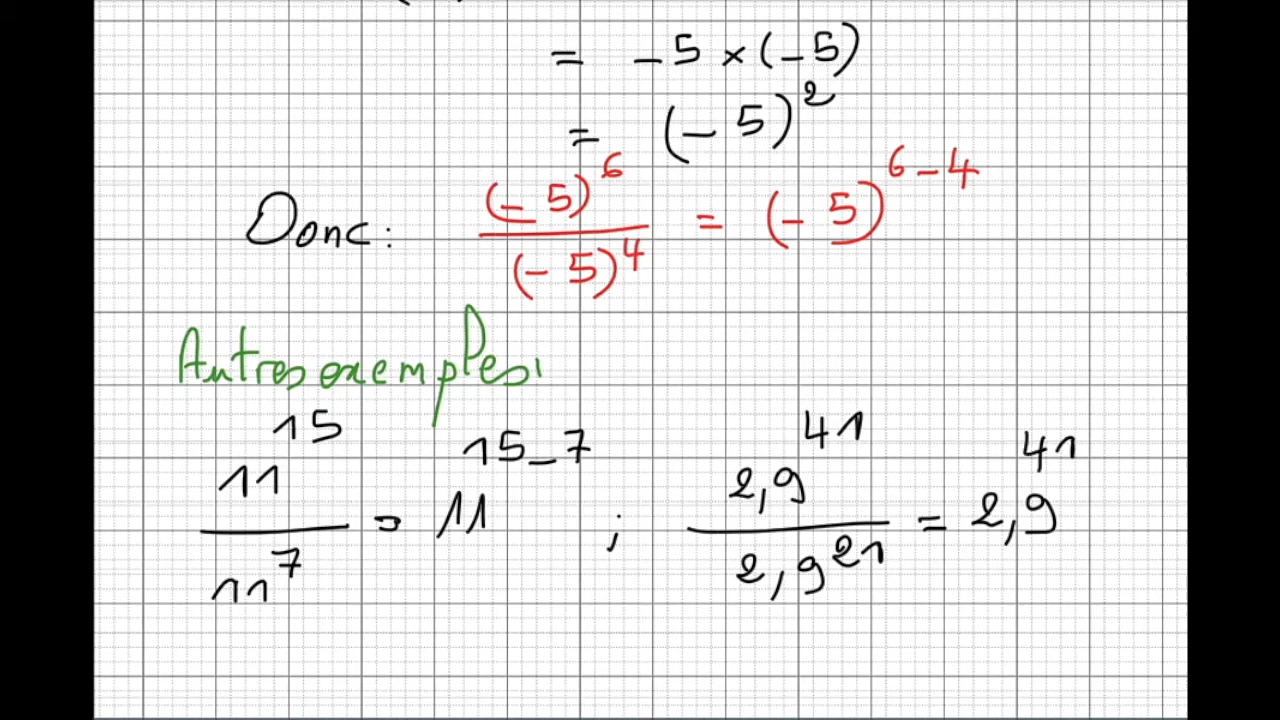 = -5 × (-5)
= (-5)²
Donc: (-5)⁶ / (-5)⁴ = (-5)⁶⁻⁴
Autres exemples:
11¹⁵ / 11⁷ = 11¹⁵⁻⁷ ; 2,9⁴¹ / 2,9²¹ = 2,9⁴¹